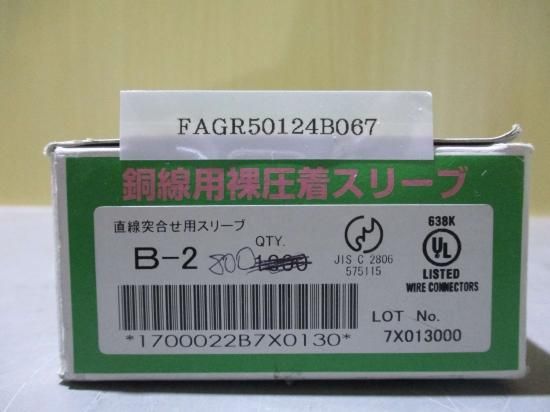 FAGR50124B067
銅線用裸圧着スリーブ
直線突合せ用スリーブ
B-2
QTY.
800 1000
JIS C 2806
575115
638K
UL
LISTED
WIRE CONNECTORS
*1700022B7X0130*
LOT No.
7X013000